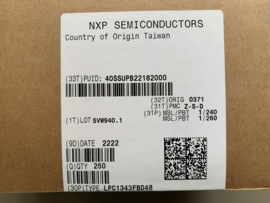 NXP SEMICONDUCTORS
Country of Origin Taiwan
(33T)PUID: 40SSUPB22182000
(32T)ORIG 0371
(31T)PMC Z-S-D
(31P) MSL/PBT 1/240
MSL/PBT 1/260
(1T)LOT SVW940.1
(9D)DATE 2222
(Q)QTY 250
(30P)TYPE LPC1343FBD48